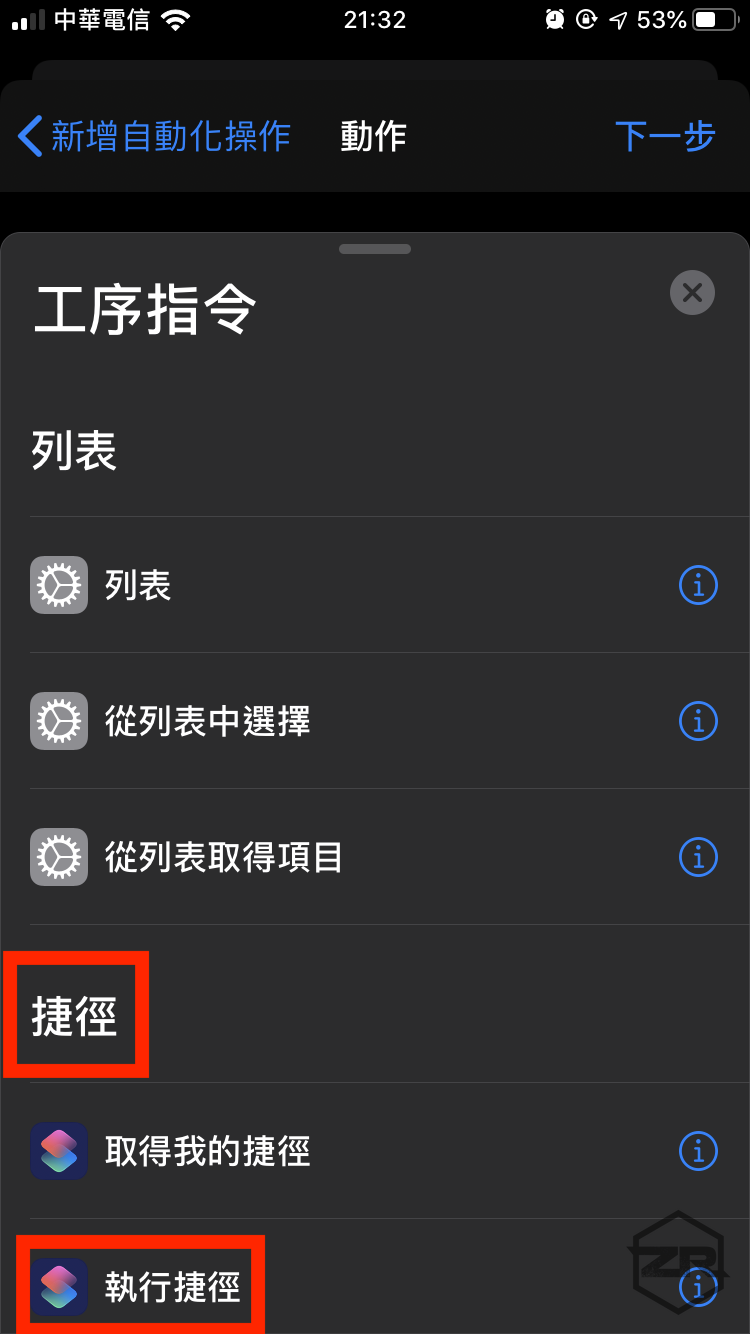 中華電信 21:32 53%
新增自動化操作 動作 下一步
工序指令
列表
列表
從列表中選擇
從列表取得項目
捷徑
取得我的捷徑
執行捷徑
ZR